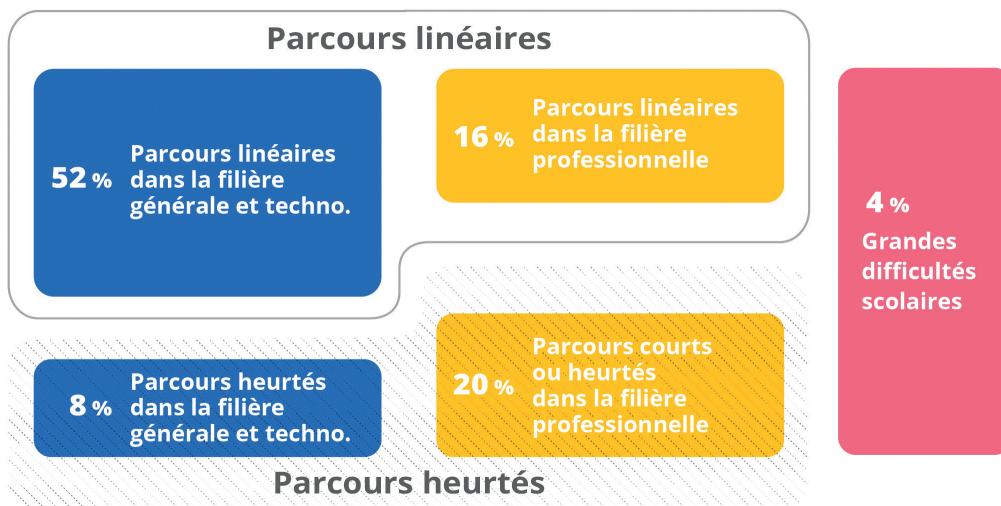 Parcours linéaires
52 %
Parcours linéaires
dans la filière
générale et techno.
16 %
Parcours linéaires
dans la filière
professionnelle
4 %
Grandes
difficultés
scolaires
8 %
Parcours heurtés
dans la filière
générale et techno.
20 %
Parcours courts
ou heurtés
dans la filière
professionnelle
Parcours heurtés